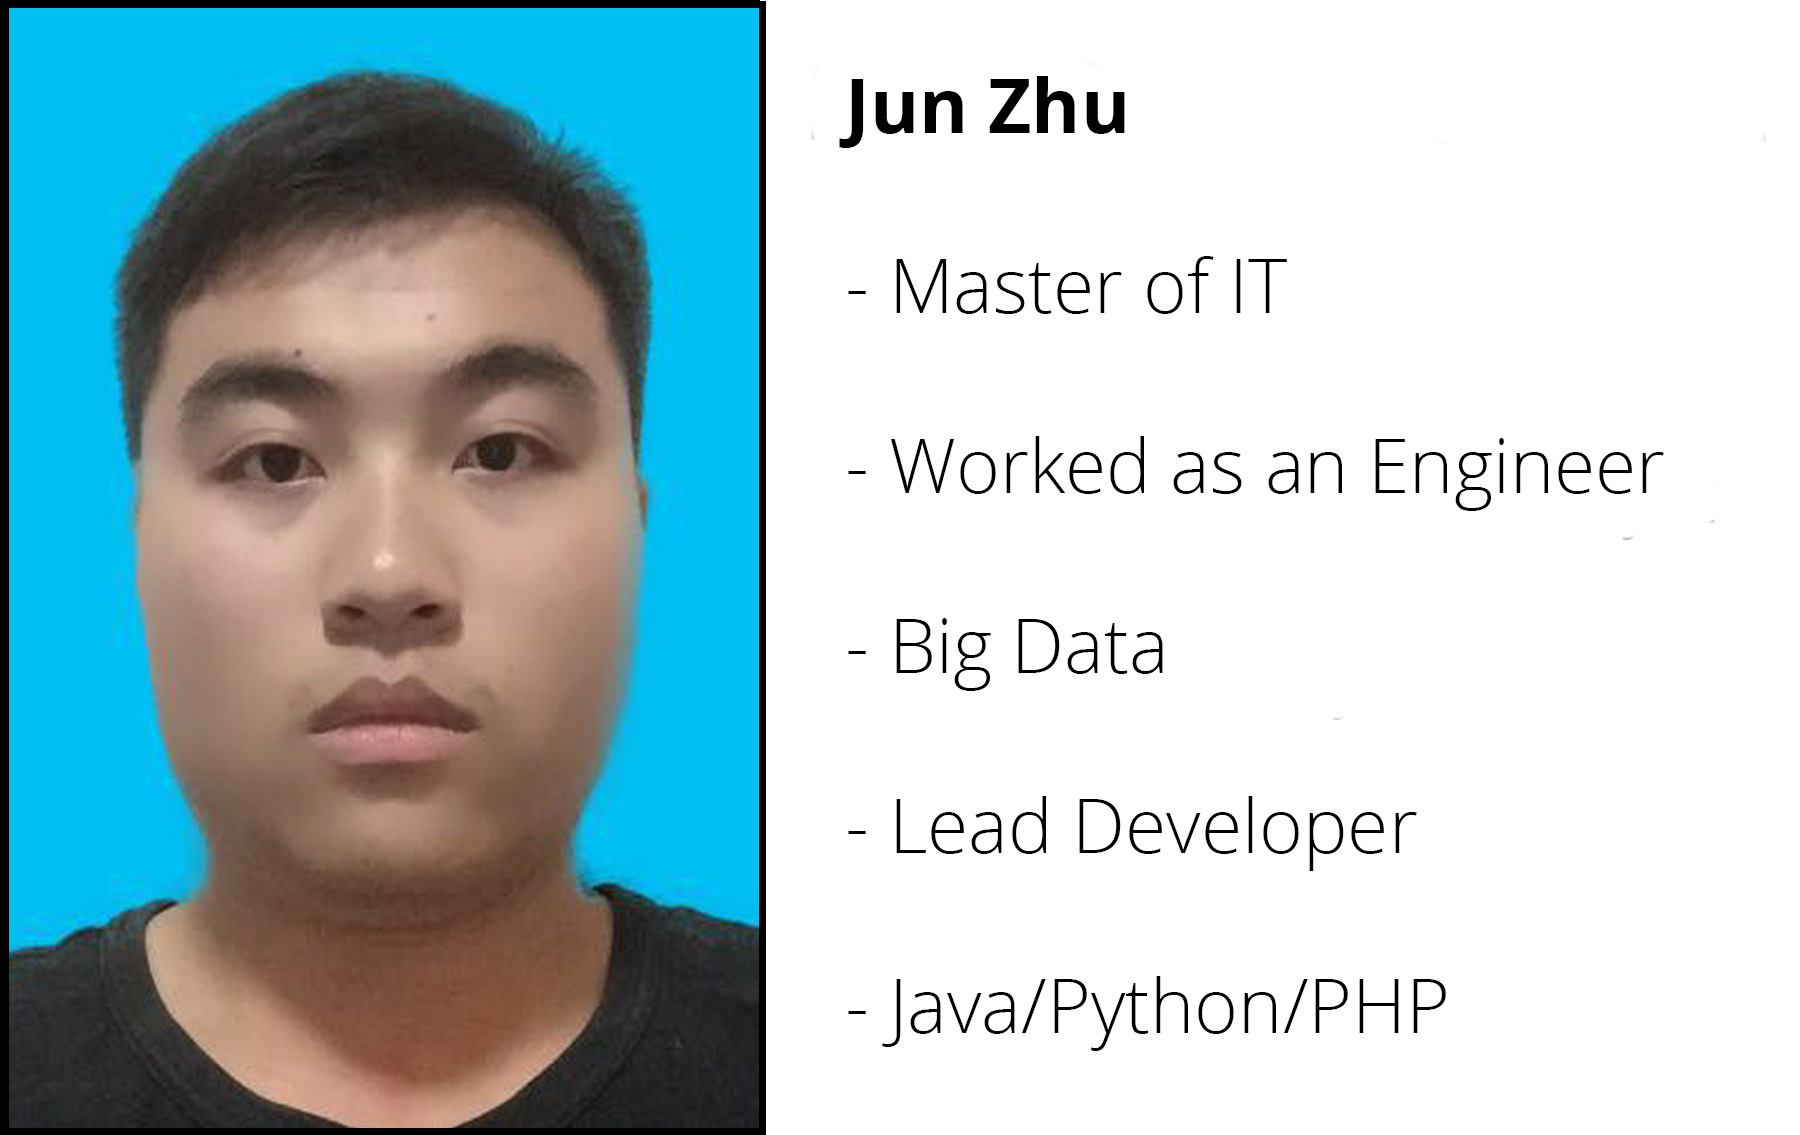 Jun Zhu
- Master of IT
- Worked as an Engineer
- Big Data
- Lead Developer
- Java/Python/PHP